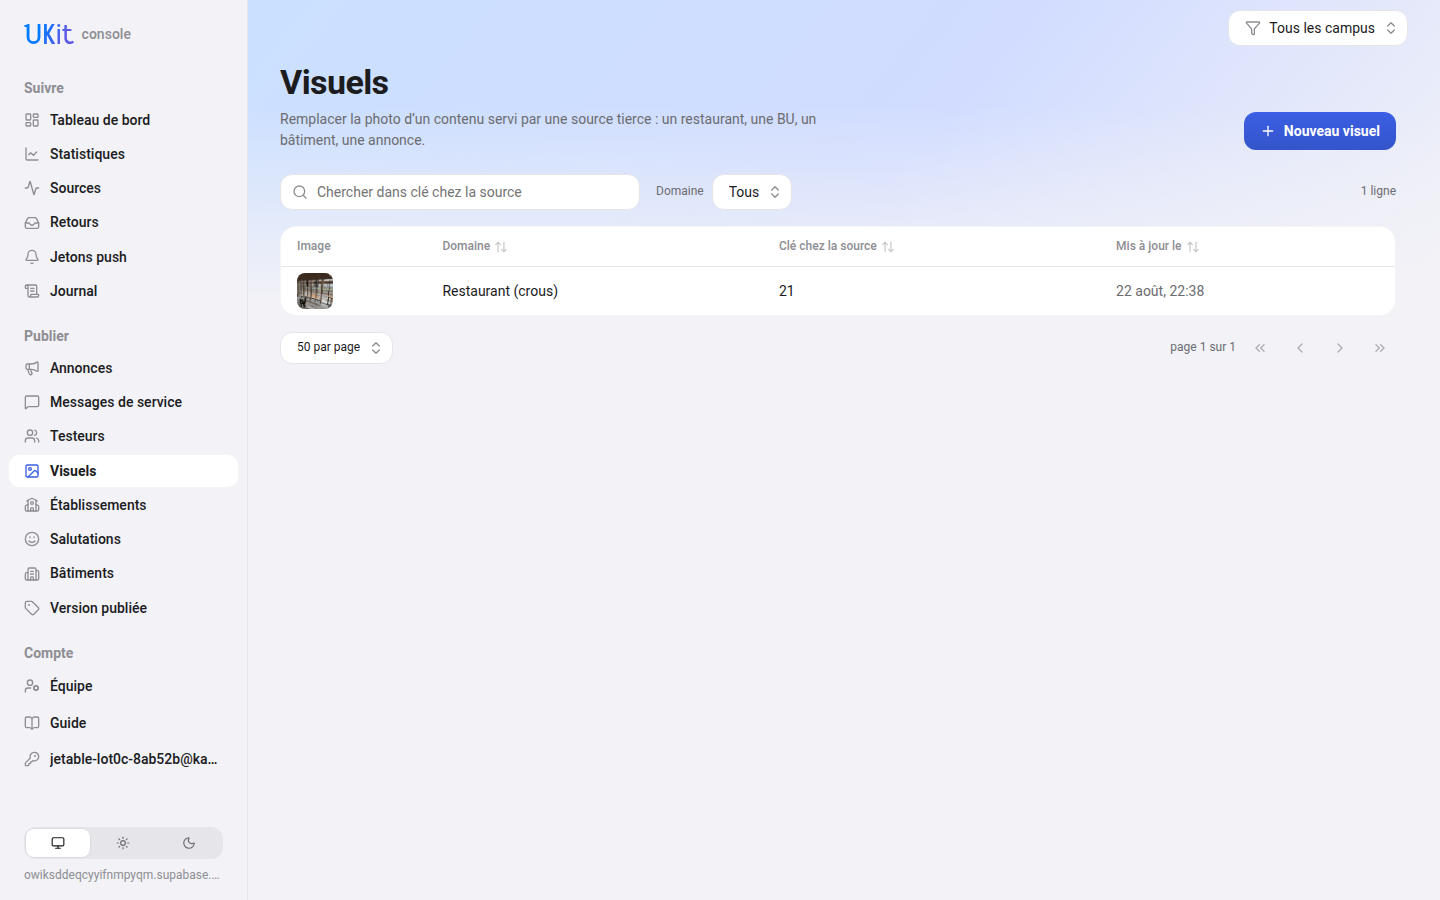 UKit console
Tous les campus
Suivre
Tableau de bord
Statistiques
Sources
Retours
Jetons push
Journal
Publier
Annonces
Messages de service
Testeurs
Visuels
Établissements
Salutations
Bâtiments
Version publiée
Compte
Équipe
Guide
jetable-lot0c-8ab52b@ka...
owiksddeqcyyifnmpyqm.supabase....
Visuels
Remplacer la photo d'un contenu servi par une source tierce : un restaurant, une BU, un
bâtiment, une annonce.
Nouveau visuel
Chercher dans clé chez la source
Domaine
Tous
1 ligne
Image Domaine Clé chez la source Mis à jour le
Restaurant (crous) 21 22 août, 22:38
50 par page
page 1 sur 1